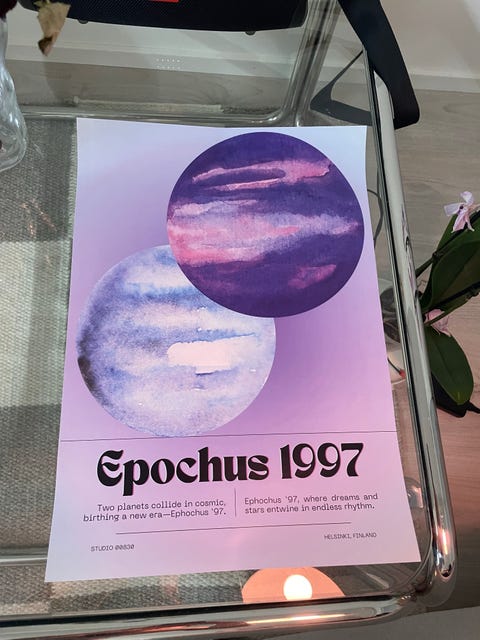 Epochus 1997
Two planets collide in cosmic,
birthing a new era—Ephochus '97.
Ephochus '97, where dreams and
stars entwine in endless rhythm.
STUDIO 00830
HELSINKI, FINLAND